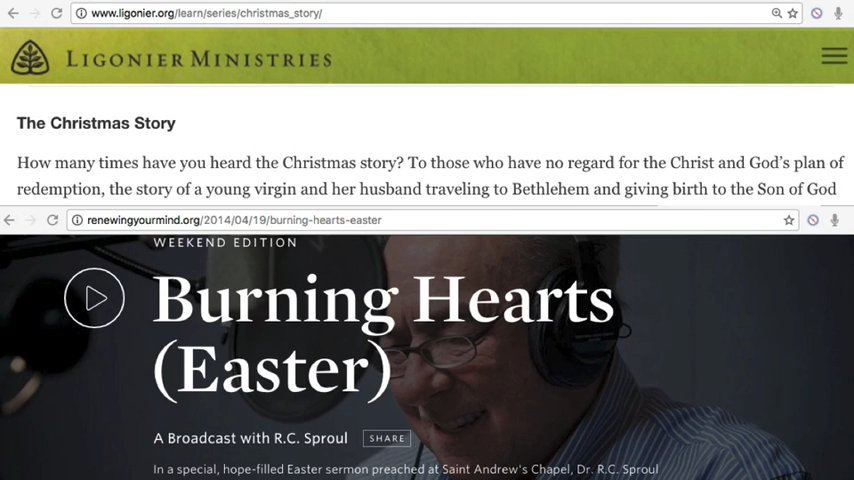 www.ligonier.org/learn/series/christmas_story/
LIGONIER MINISTRIES
The Christmas Story
How many times have you heard the Christmas story? To those who have no regard for the Christ and God's plan of
redemption, the story of a young virgin and her husband traveling to Bethlehem and giving birth to the Son of God
renewingyourmind.org/2014/04/19/burning-hearts-easter
WEEKEND EDITION
Burning Hearts
(Easter)
A Broadcast with R.C. Sproul SHARE
In a special, hope-filled Easter sermon preached at Saint Andrew's Chapel, Dr. R.C. Sproul